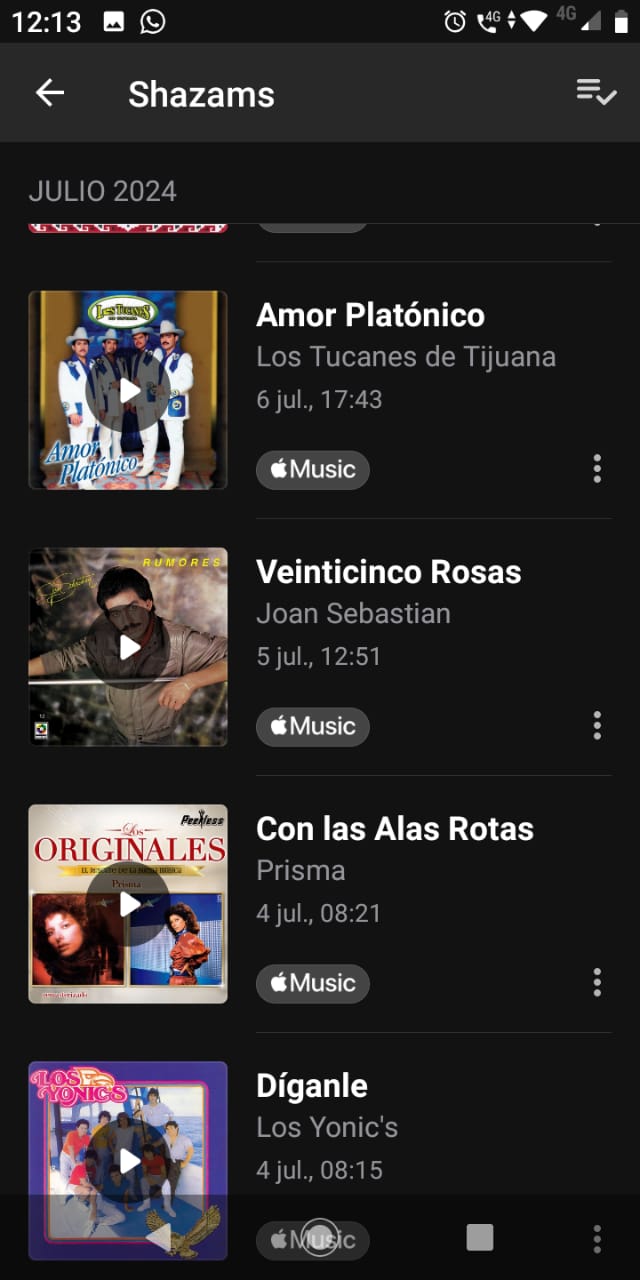 12:13
4G
4G
Shazams
JULIO 2024
LOS TUCANES
Amor
Platónico
Amor Platónico
Los Tucanes de Tijuana
6 jul., 17:43
Music
RUMORES
Veinticinco Rosas
Joan Sebastian
5 jul., 12:51
Music
Peerless
Los
ORIGINALES
Prisma
remasterizado
Con las Alas Rotas
Prisma
4 jul., 08:21
Music
LOS
YONIC'S
Díganle
Los Yonic's
4 jul., 08:15
Music